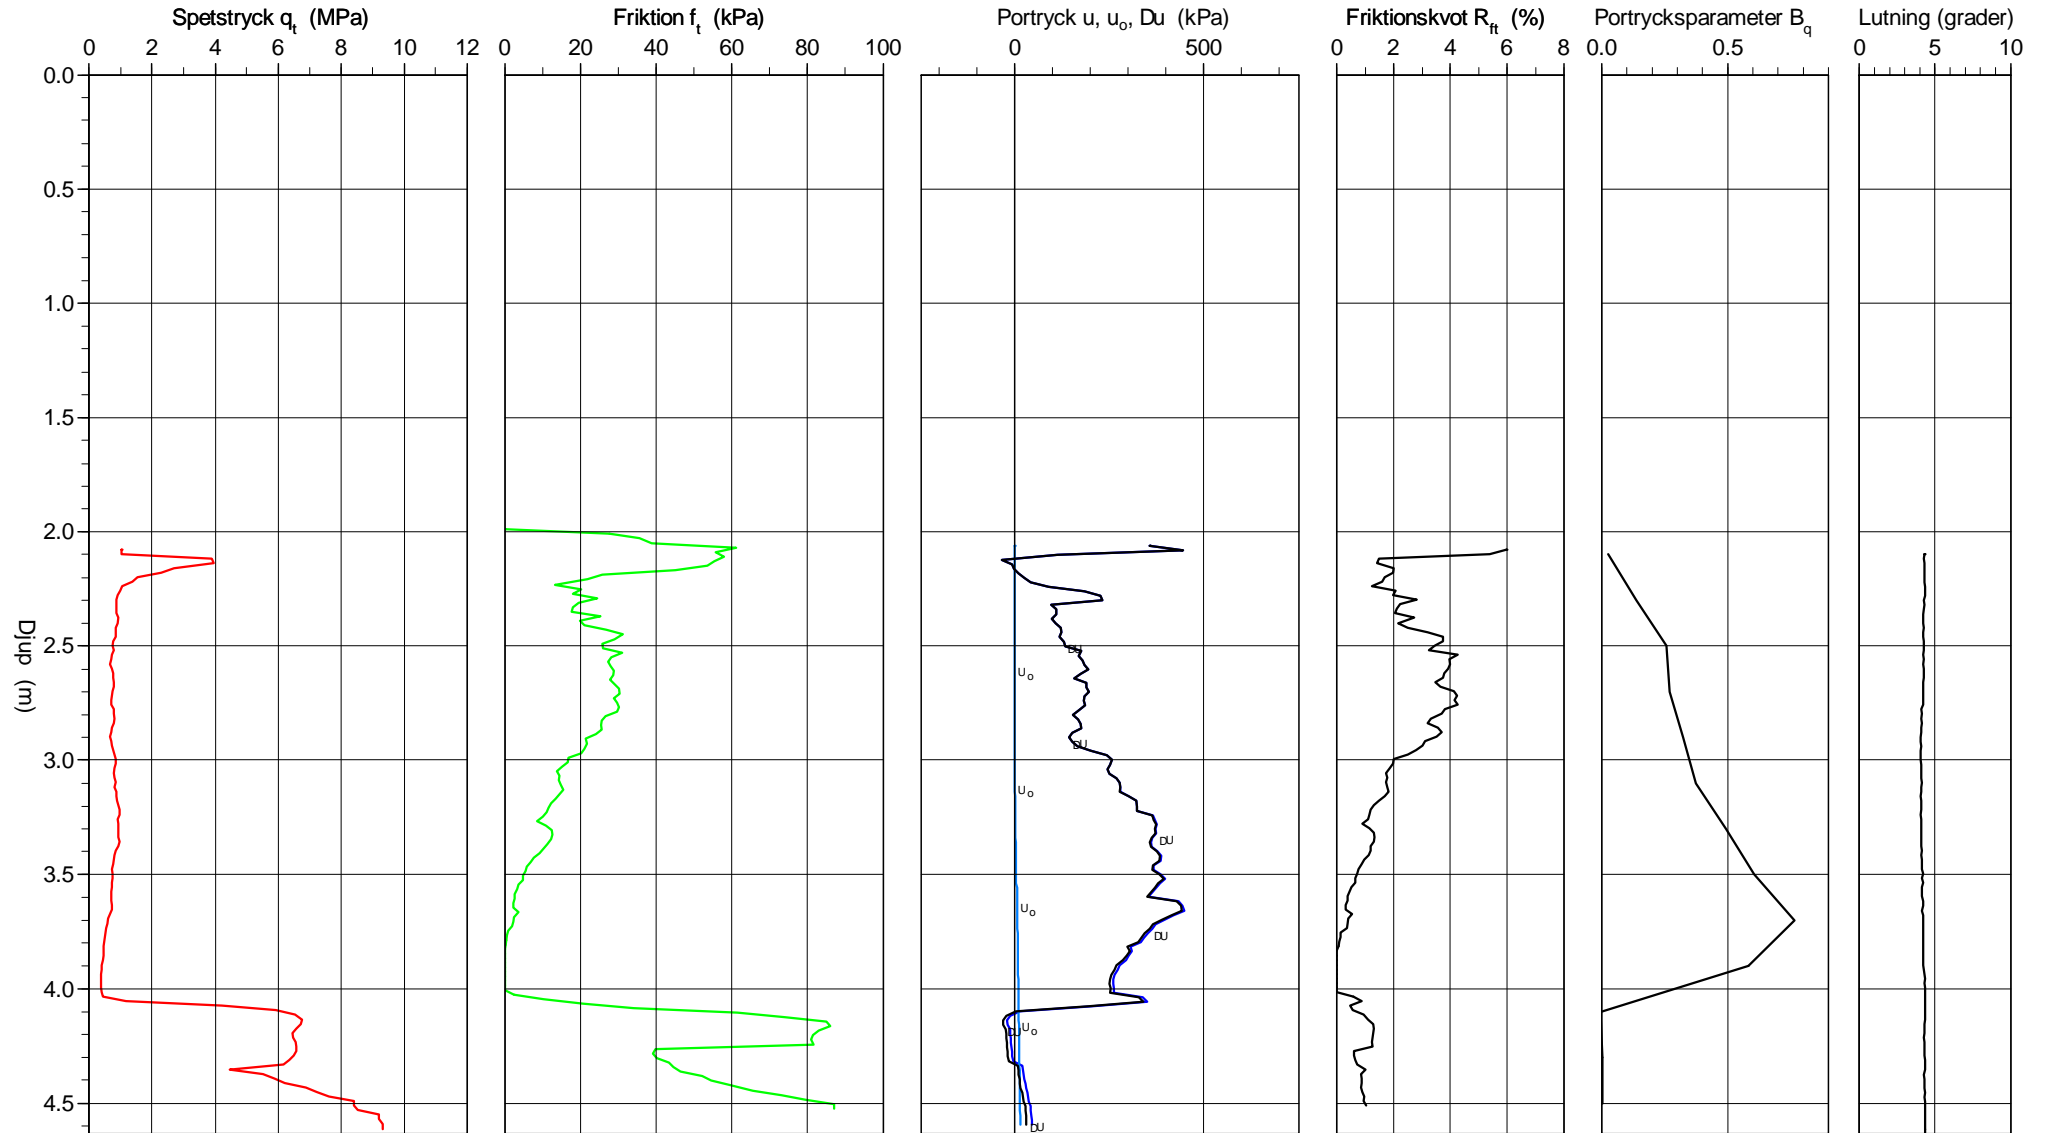 Spetstryck qt (MPa) Friktion ft (kPa) Portryck u, uo, Du (kPa) Friktionskvot Rft (%) Portrycksparameter Bq Lutning (grader)
0 2 4 6 8 10 12 0 20 40 60 80 100 0 500 0 2 4 6 8 0.0 0.5 0 5 10
0.0
0.5
1.0
1.5
2.0
2.5
DU
Uo
Djup (m)
DU
3.0
Uo
DU
3.5
Uo
DU
4.0
Uo
DU
4.5
DU